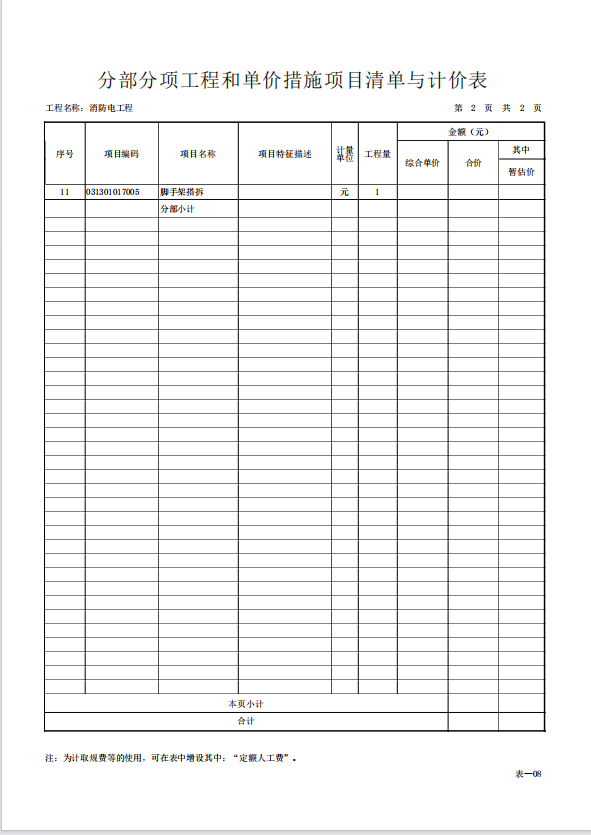 分部分项工程和单价措施项目清单与计价表
工程名称：消防电工程 第 2 页 共 2 页
序号 项目编码 项目名称 项目特征描述 计量单位 工程量 金额（元）
综合单价 合价 其中
暂估价
11 031301017005 脚手架搭拆 元 1
分部小计
本页小计
合计
注：为计取规费等的使用，可在表中增设其中：“定额人工费”。
表—08